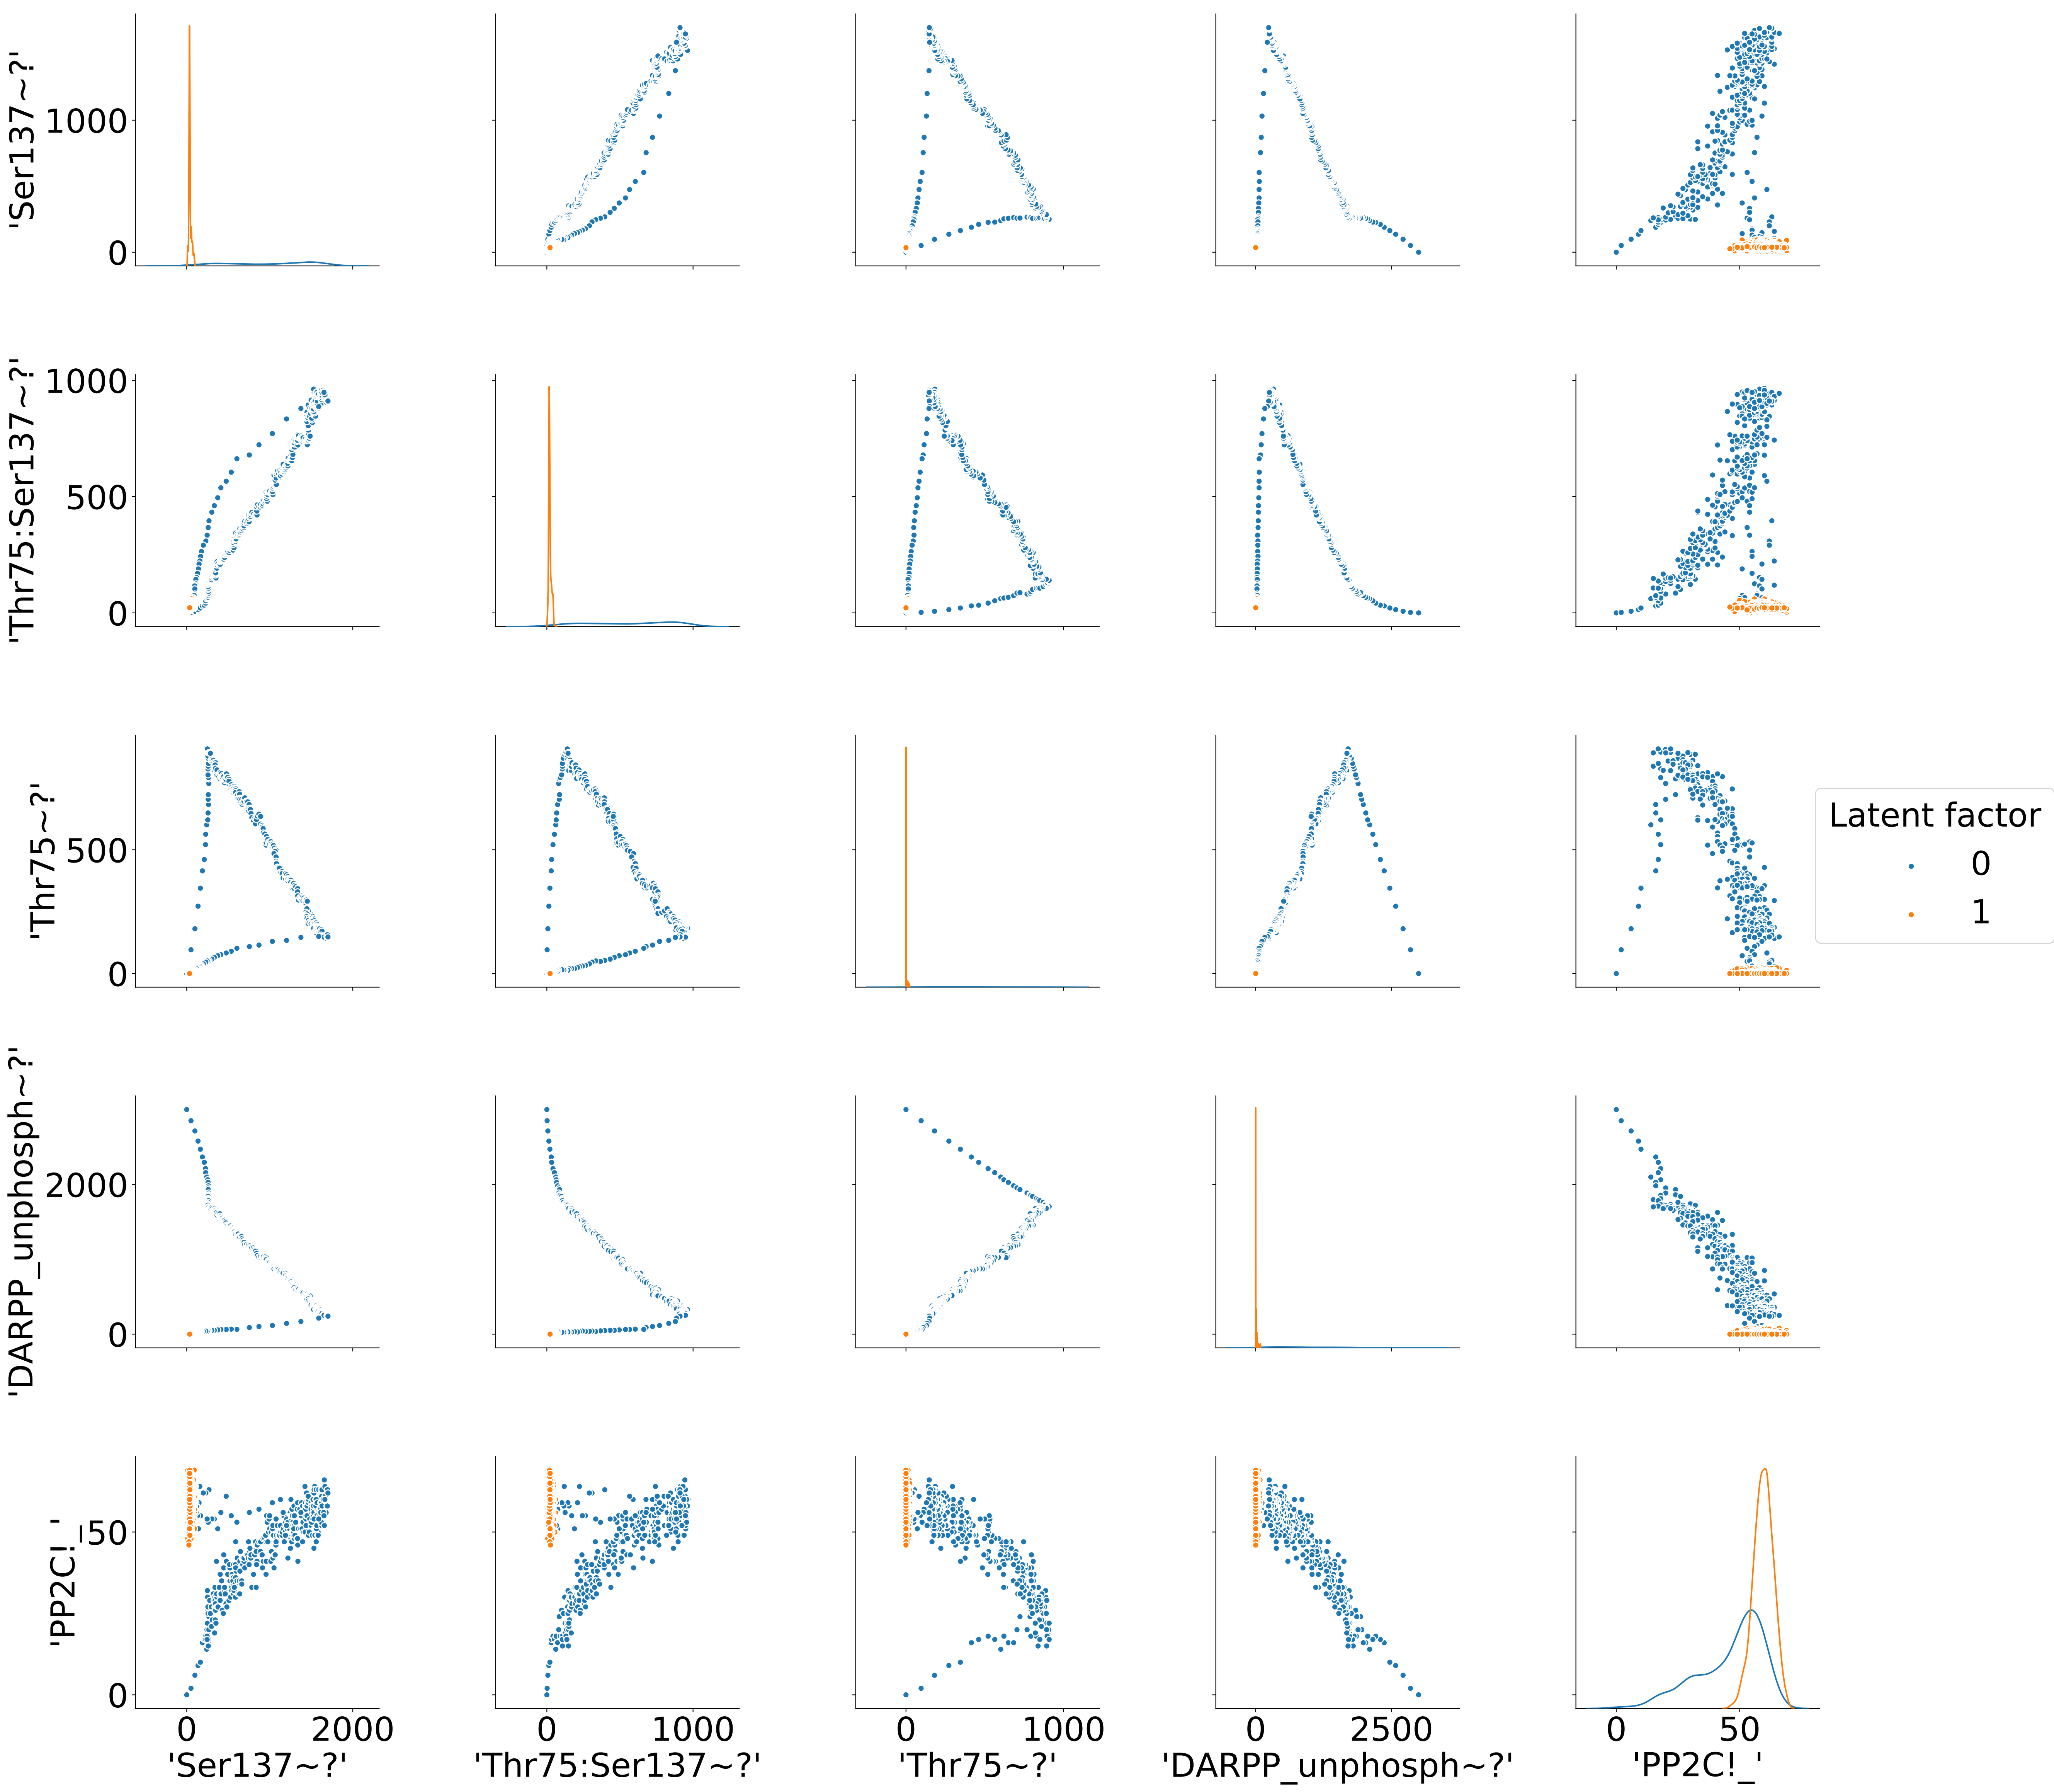 'Ser137~?'
1000
0
'Thr75:Ser137~?'
1000
500
0
'Thr75~?'
500
0
Latent factor
0
1
'DARPP_unphosph~?'
2000
0
'PP2C!_'
50
0
0 2000 0 1000 0 1000 0 2500 0 50
'Ser137~?' 'Thr75:Ser137~?' 'Thr75~?' 'DARPP_unphosph~?' 'PP2C!_'